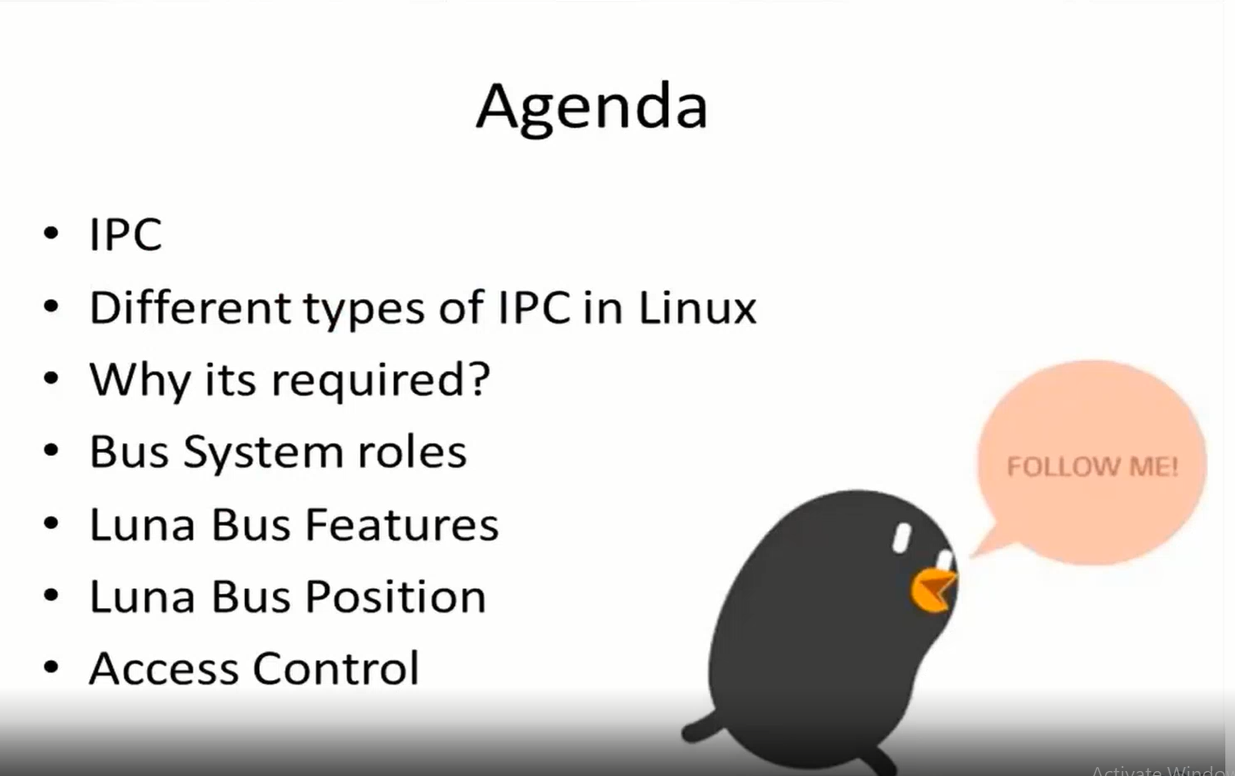 Agenda
• IPC
• Different types of IPC in Linux
• Why its required?
• Bus System roles
• Luna Bus Features
• Luna Bus Position
• Access Control
FOLLOW ME!
Activate